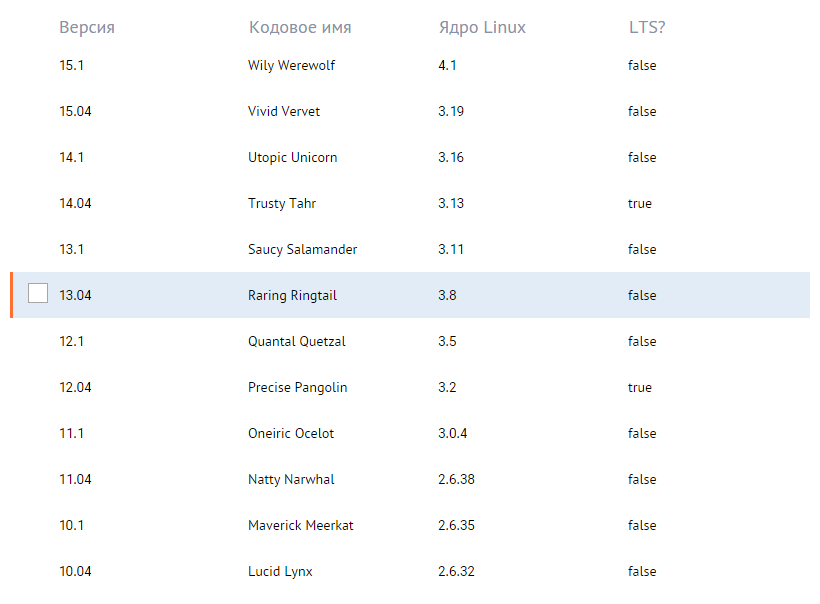 Версия Кодовое имя Ядро Linux LTS?
15.1 Wily Werewolf 4.1 false
15.04 Vivid Vervet 3.19 false
14.1 Utopic Unicorn 3.16 false
14.04 Trusty Tahr 3.13 true
13.1 Saucy Salamander 3.11 false
13.04 Raring Ringtail 3.8 false
12.1 Quantal Quetzal 3.5 false
12.04 Precise Pangolin 3.2 true
11.1 Oneiric Ocelot 3.0.4 false
11.04 Natty Narwhal 2.6.38 false
10.1 Maverick Meerkat 2.6.35 false
10.04 Lucid Lynx 2.6.32 false